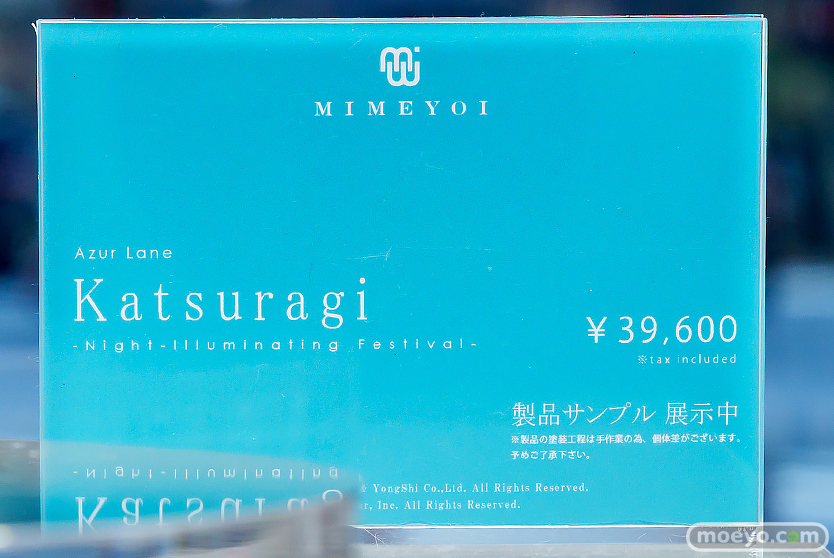 mwi
MIMEYOI
Azur Lane
Katsuragi
-Night-Illuminating Festival-
¥39,600
※tax included
製品サンプル 展示中
※製品の塗装工程は手作業の為、個体差がございます。
予めご了承下さい。
YongShi Co.,Ltd. All Rights Reserved.
Inc. All Rights Reserved.
-Night-Illuminating
moeyo.com